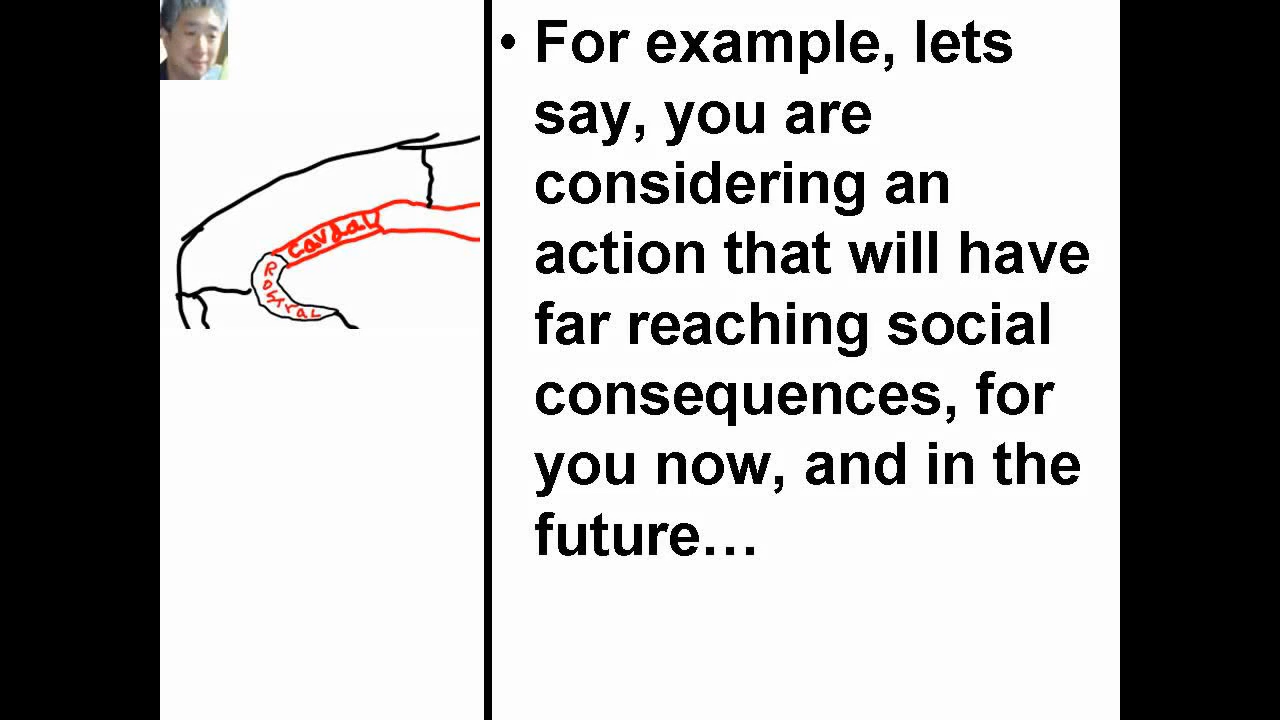 • For example, lets
say, you are
considering an
action that will have
far reaching social
consequences, for
you now, and in the
future…
Caudal
Rostral